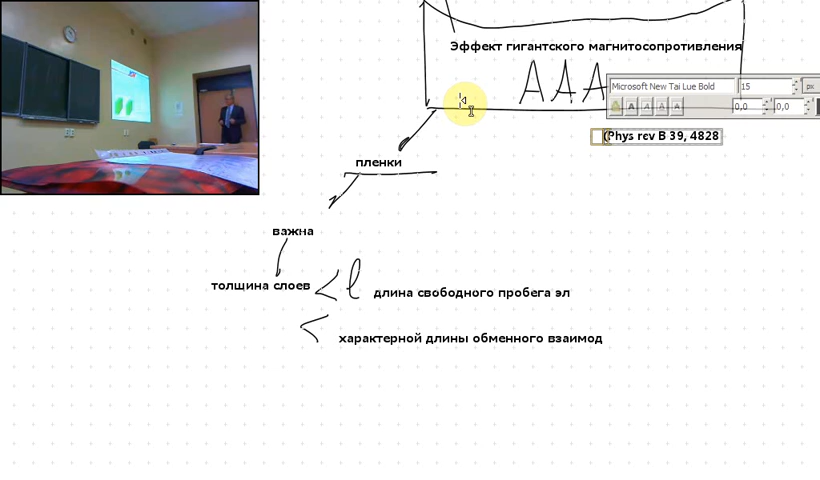 Эффект гигантского магнитосопротивления
ААА
Microsoft New Tai Lue Bold
15
px
A A A A
0,0
0,0
(Phys rev B 39, 4828
пленки
важна
толщина слоев < l длина свободного пробега эл
< характерной длины обменного взаимод